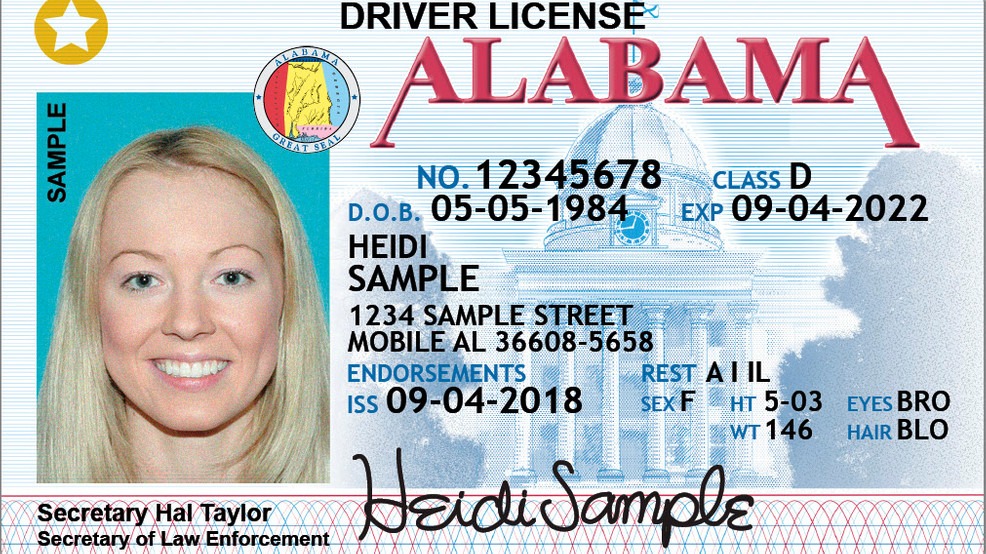 DRIVER LICENSE
ALABAMA
ALABAMA
GREAT SEAL
SAMPLE
NO. 12345678 CLASS D
D.O.B. 05-05-1984 EXP 09-04-2022
HEIDI
SAMPLE
1234 SAMPLE STREET
MOBILE AL 36608-5658
ENDORSEMENTS REST A I IL
ISS 09-04-2018 SEX F HT 5-03 EYES BRO
WT 146 HAIR BLO
Heidi Sample
Secretary Hal Taylor
Secretary of Law Enforcement